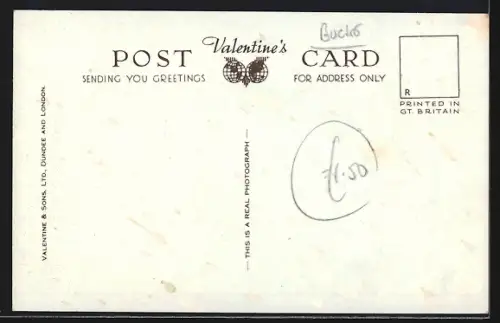 Bucks
POST Valentine's CARD
SENDING YOU GREETINGS FOR ADDRESS ONLY
R
PRINTED IN
GT. BRITAIN
VALENTINE & SONS, LTD., DUNDEE AND LONDON.
THIS IS A REAL PHOTOGRAPH
£1.50